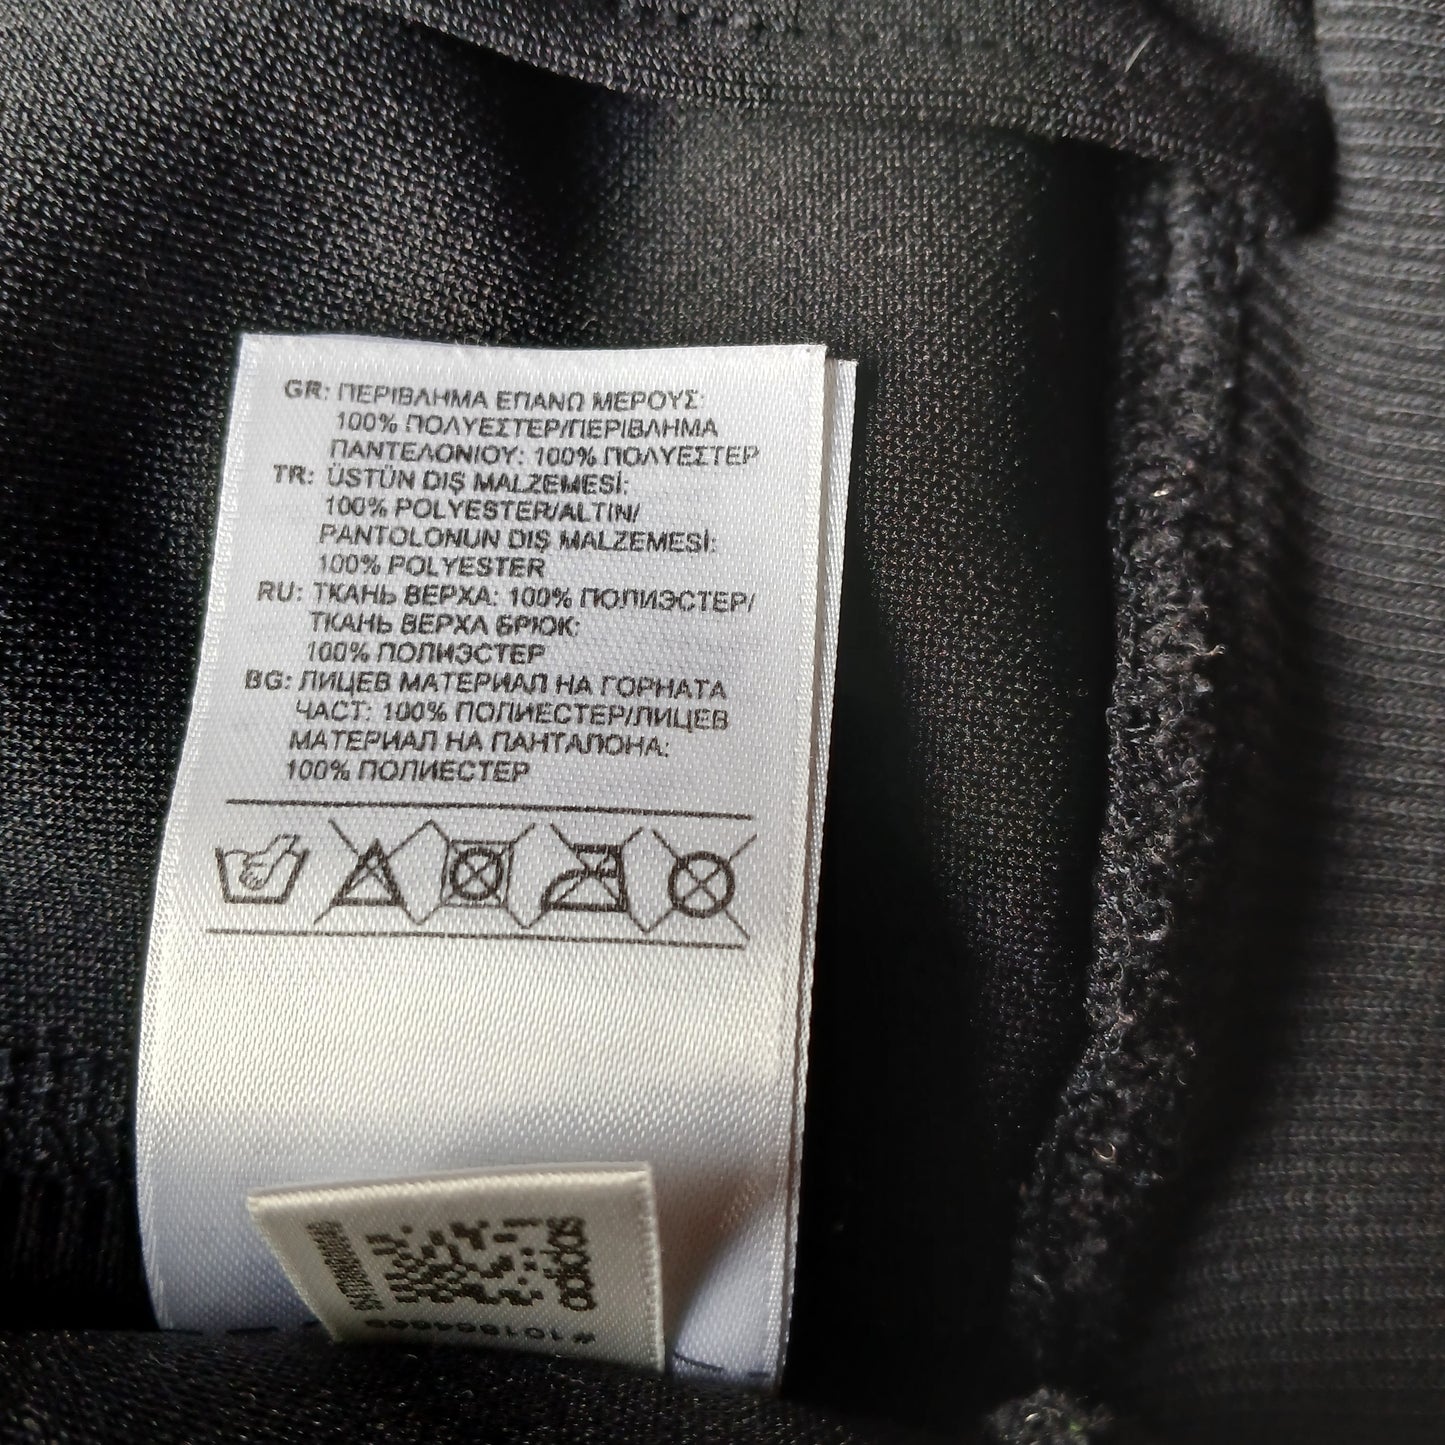 GR: ΠΕΡΙΒΛΗΜΑ ΕΠΑΝΩ ΜΕΡΟΥΣ:
100% ΠΟΛΥΕΣΤΕΡ/ΠΕΡΙΒΛΗΜΑ
ΠΑΝΤΕΛΟΝΙΟΥ: 100% ΠΟΛΥΕΣΤΕΡ
TR: ÜSTÜN DIŞ MALZEMESİ:
100% POLYESTER/ALTIN/
PANTOLONUN DIŞ MALZEMESİ:
100% POLYESTER
RU: ТКАНЬ ВЕРХА: 100% ПОЛИЭСТЕР/
ТКАНЬ ВЕРХА БРЮК:
100% ПОЛИЭСТЕР
BG: ЛИЦЕВ МАТЕРИАЛ НА ГОРНАТА
ЧАСТ: 100% ПОЛИЕСТЕР/ЛИЦЕВ
МАТЕРИАЛ НА ПАНТАЛОНА:
100% ПОЛИЕСТЕР
adidas